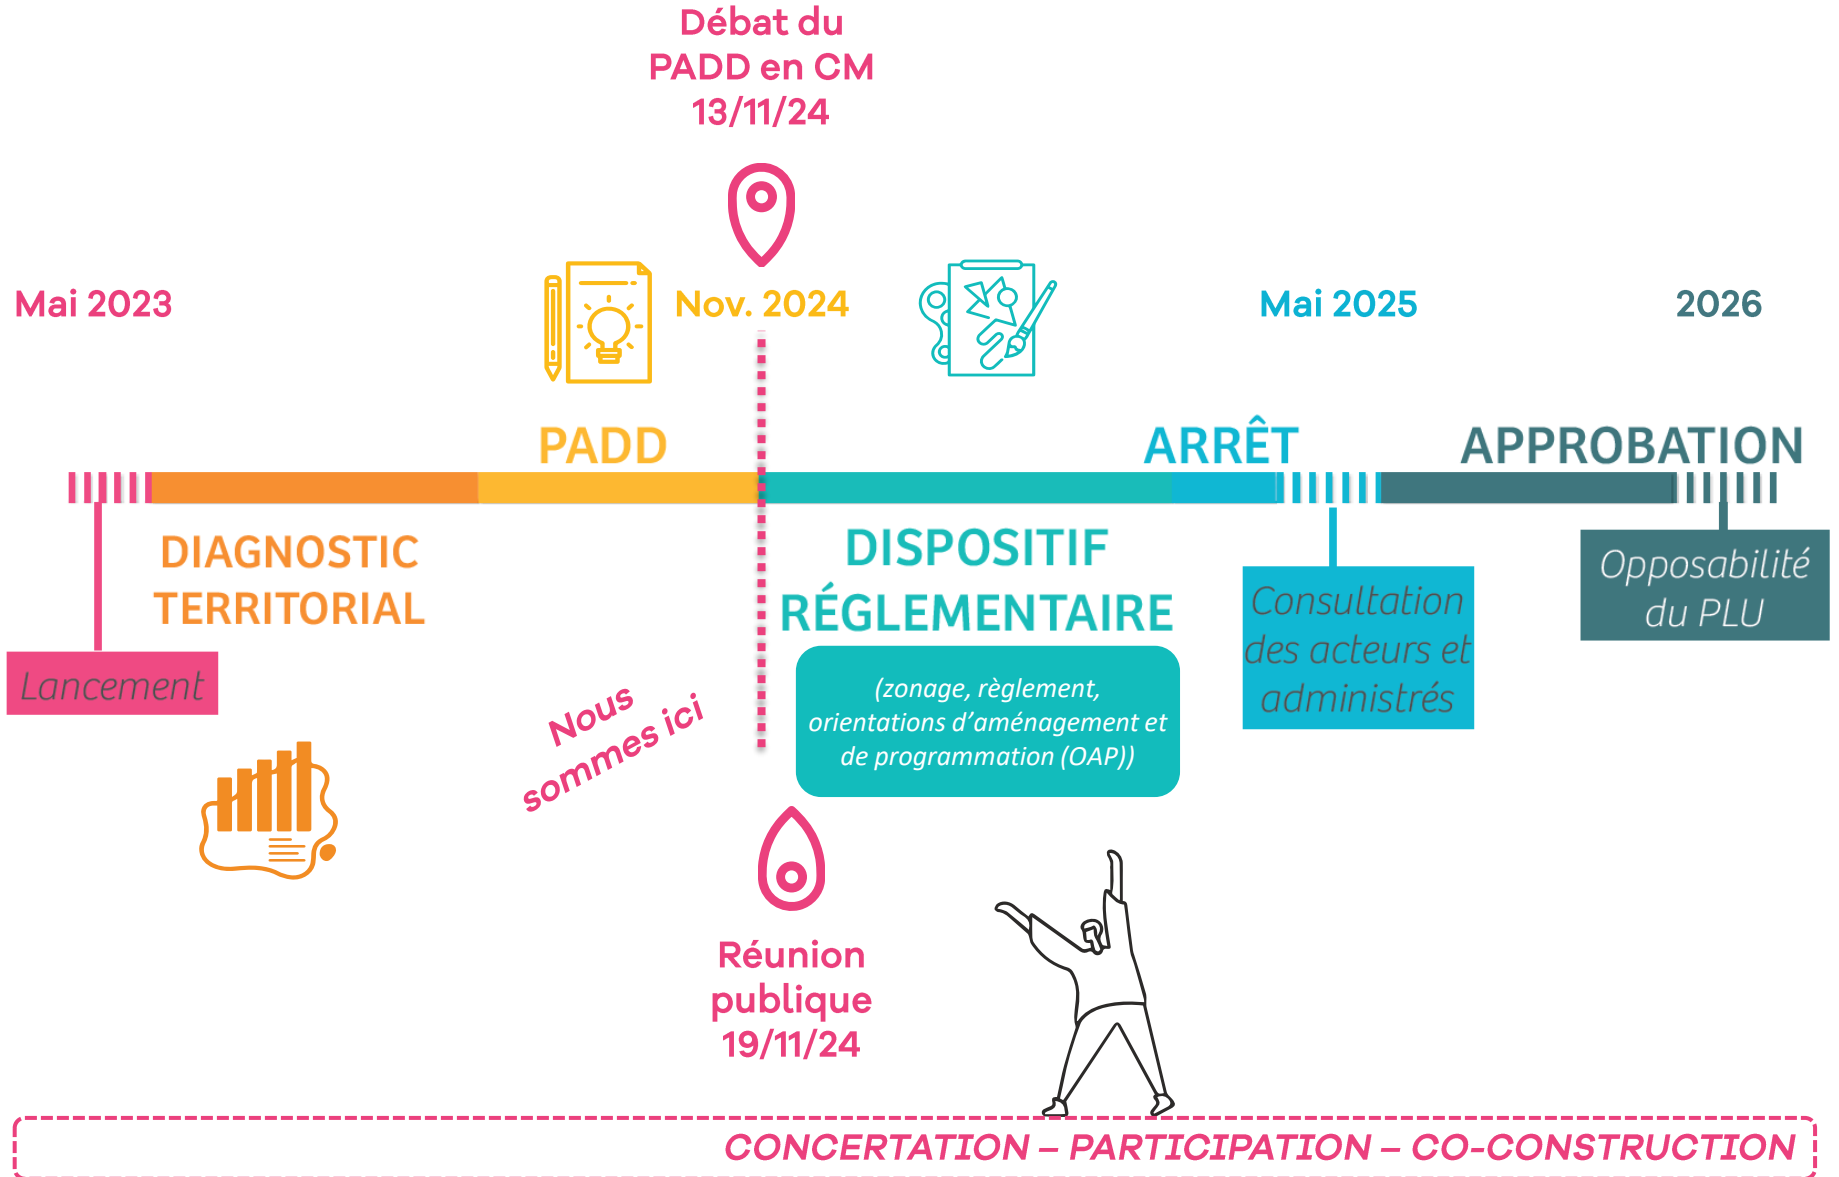 Débat du
PADD en CM
13/11/24
Mai 2023
Nov. 2024
Mai 2025
2026
PADD
ARRÊT
APPROBATION
DIAGNOSTIC
TERRITORIAL
DISPOSITIF
RÉGLEMENTAIRE
(zonage, règlement,
orientations d’aménagement et
de programmation (OAP))
Consultation
des acteurs et
administrés
Opposabilité
du PLU
Lancement
Nous
sommes ici
Réunion
publique
19/11/24
CONCERTATION – PARTICIPATION – CO-CONSTRUCTION